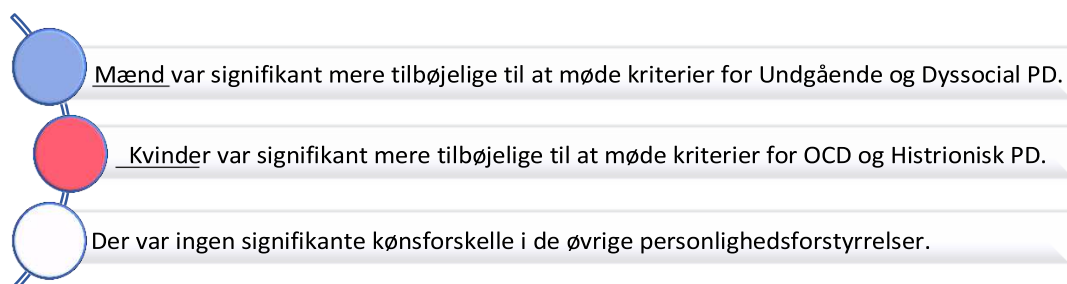 Mænd var signifikant mere tilbøjelige til at møde kriterier for Undgående og Dyssocial PD.
Kvinder var signifikant mere tilbøjelige til at møde kriterier for OCD og Histrionisk PD.
Der var ingen signifikante kønsforskelle i de øvrige personlighedsforstyrrelser.